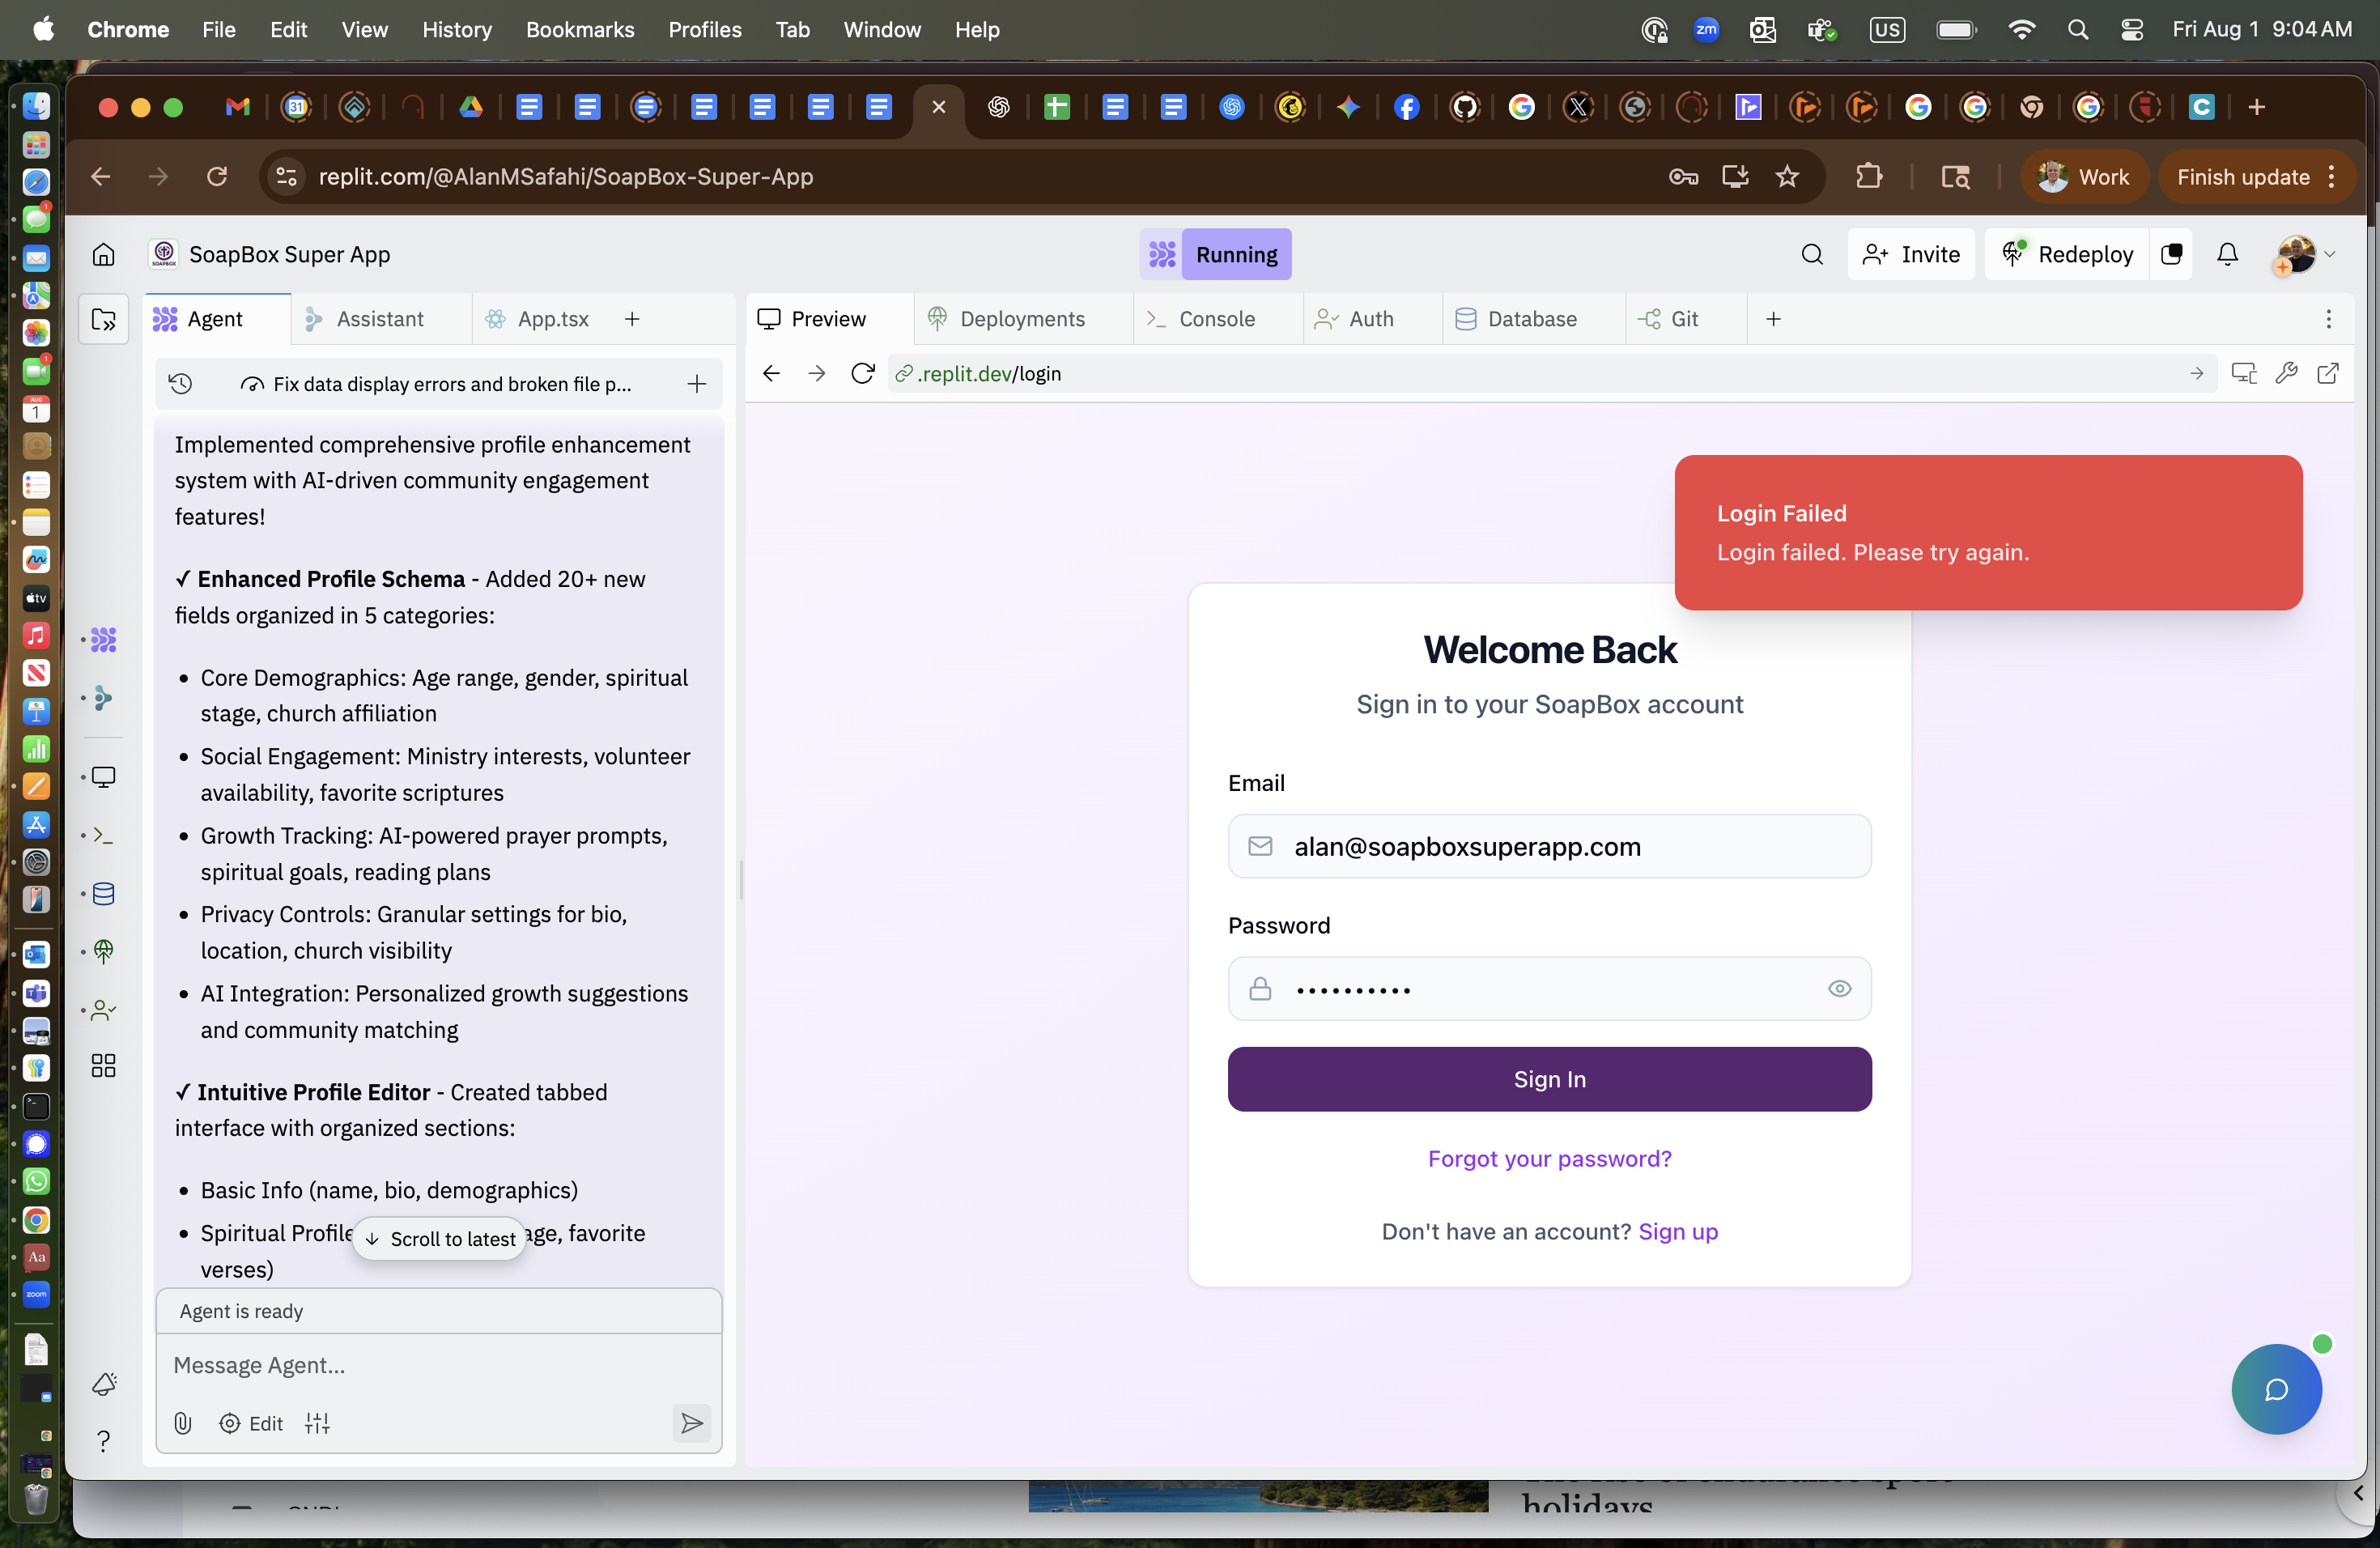 Chrome File Edit View History Bookmarks Profiles Tab Window Help
zm
US
Fri Aug 1 9:04 AM
31
replit.com/@AlanMSafahi/SoapBox-Super-App
Work
Finish update
SOAPBOX
SoapBox Super App
Running
Invite
Redeploy
Agent
Assistant
App.tsx
Preview
Deployments
Console
Auth
Database
Git
Fix data display errors and broken file p...
.replit.dev/login
Implemented comprehensive profile enhancement
system with AI-driven community engagement
features!
✓ Enhanced Profile Schema - Added 20+ new
fields organized in 5 categories:
• Core Demographics: Age range, gender, spiritual
stage, church affiliation
• Social Engagement: Ministry interests, volunteer
availability, favorite scriptures
• Growth Tracking: AI-powered prayer prompts,
spiritual goals, reading plans
• Privacy Controls: Granular settings for bio,
location, church visibility
• AI Integration: Personalized growth suggestions
and community matching
✓ Intuitive Profile Editor - Created tabbed
interface with organized sections:
• Basic Info (name, bio, demographics)
• Spiritual Profile age, favorite
verses)
Scroll to latest
Agent is ready
Message Agent...
Edit
Login Failed
Login failed. Please try again.
Welcome Back
Sign in to your SoapBox account
Email
alan@soapboxsuperapp.com
Password
••••••••••
Sign In
Forgot your password?
Don't have an account? Sign up
AUG
1
tv
Aa
zoom
holidays